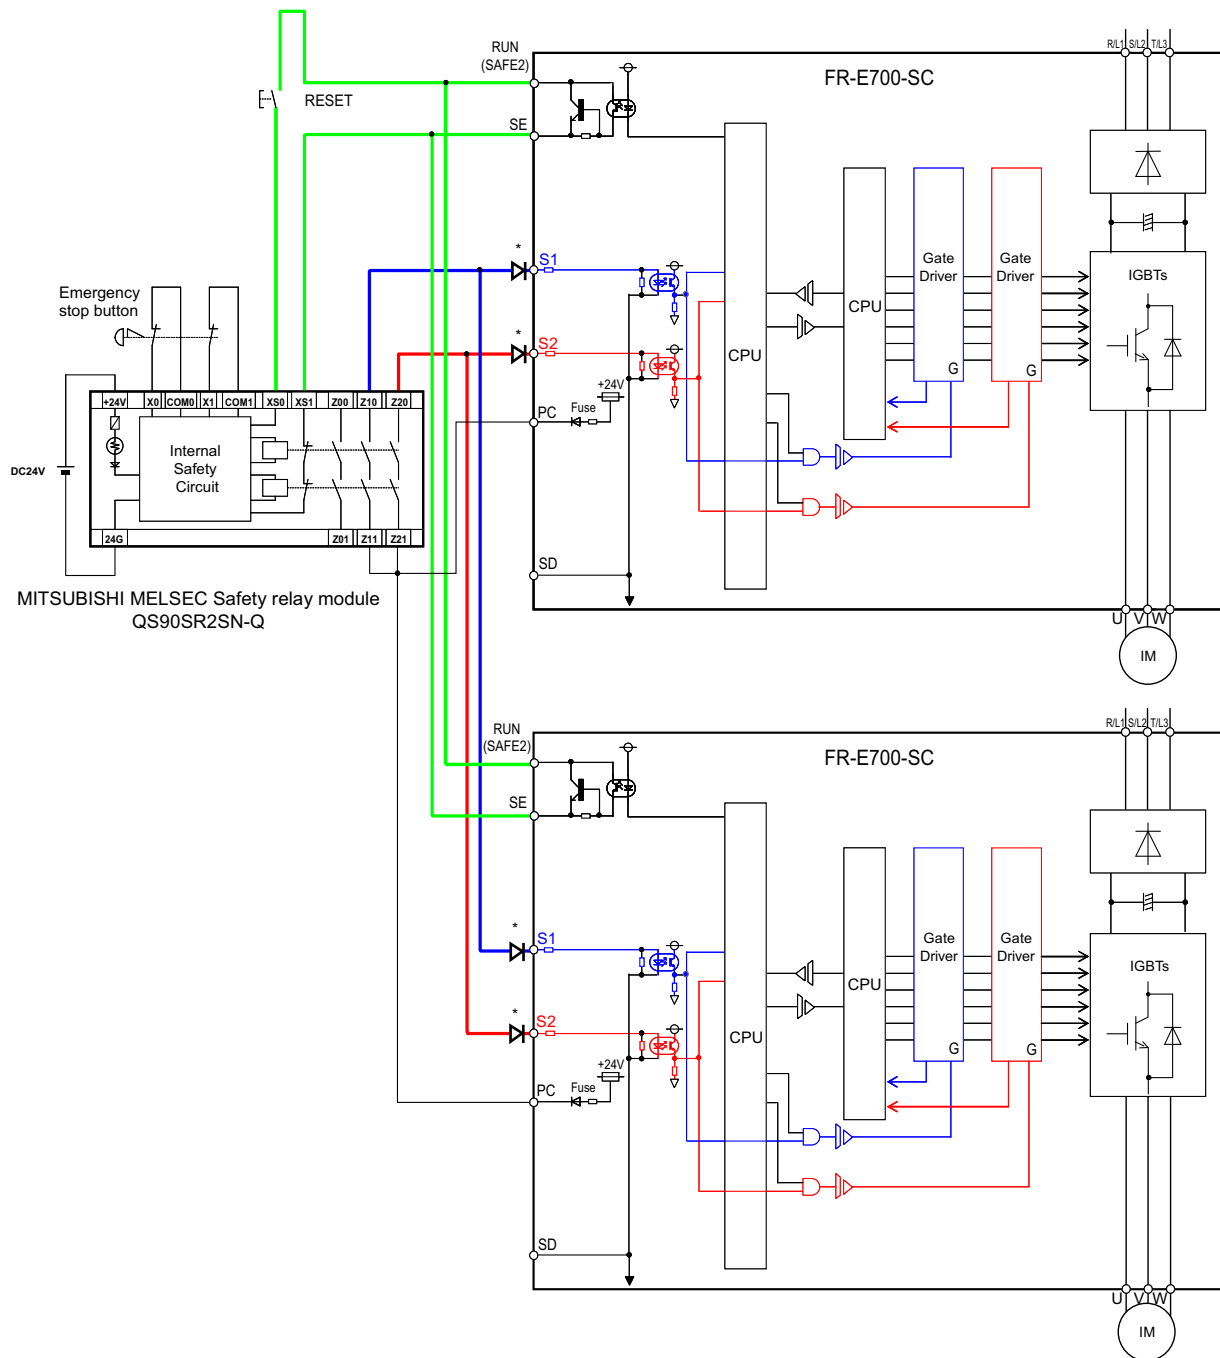 R/L1 S/L2 T/L3
RUN
(SAFE2)
FR-E700-SC
RESET
SE
*
S1
Gate
Driver
Gate
Driver
IGBTs
Emergency
stop button
CPU
*
S2
CPU
+24V
G
G
+24V X0 COM0 X1 COM1 XS0 XS1 Z00 Z10 Z20
PC
Fuse
Internal
Safety
Circuit
DC24V
24G Z01 Z11 Z21
SD
MITSUBISHI MELSEC Safety relay module
QS90SR2SN-Q
U V W
IM
R/L1 S/L2 T/L3
RUN
(SAFE2)
FR-E700-SC
SE
*
S1
Gate
Driver
Gate
Driver
IGBTs
CPU
*
S2
CPU
+24V
G
G
PC
Fuse
SD
U V W
IM